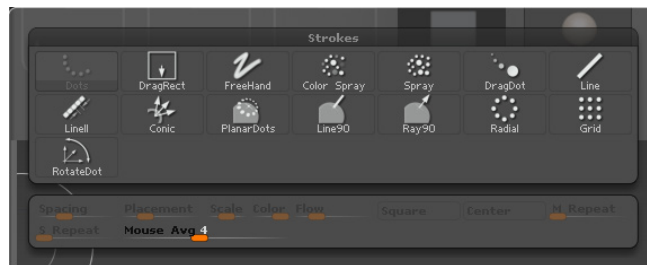 Strokes
Dots DragRect FreeHand Color Spray Spray DragDot Line
LineII Conic PlanarDots Line90 Ray90 Radial Grid
RotateDot
Spacing Placement Scale Color Flow Square Center M Repeat
S Repeat Mouse Avg 4